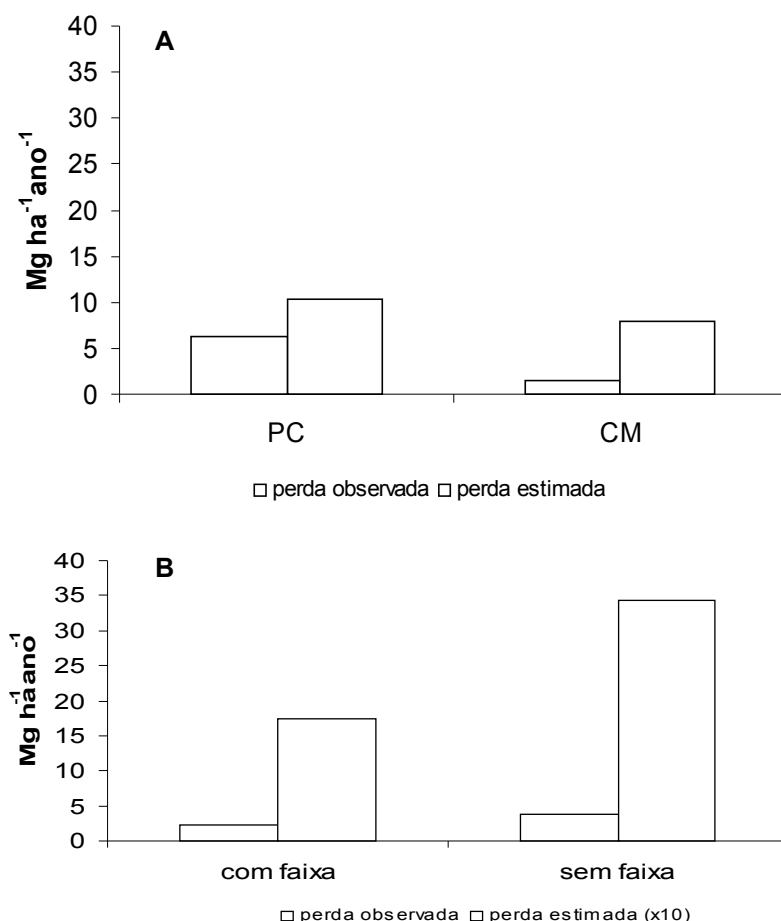 A
40
35
30
25
20
15
10
5
0
Mg ha⁻¹ano⁻¹
PC CM
□ perda observada □ perda estimada
B
40
35
30
25
20
15
10
5
0
Mg ha⁻¹ano⁻¹
com faixa sem faixa
□ perda observada □ perda estimada (x10)